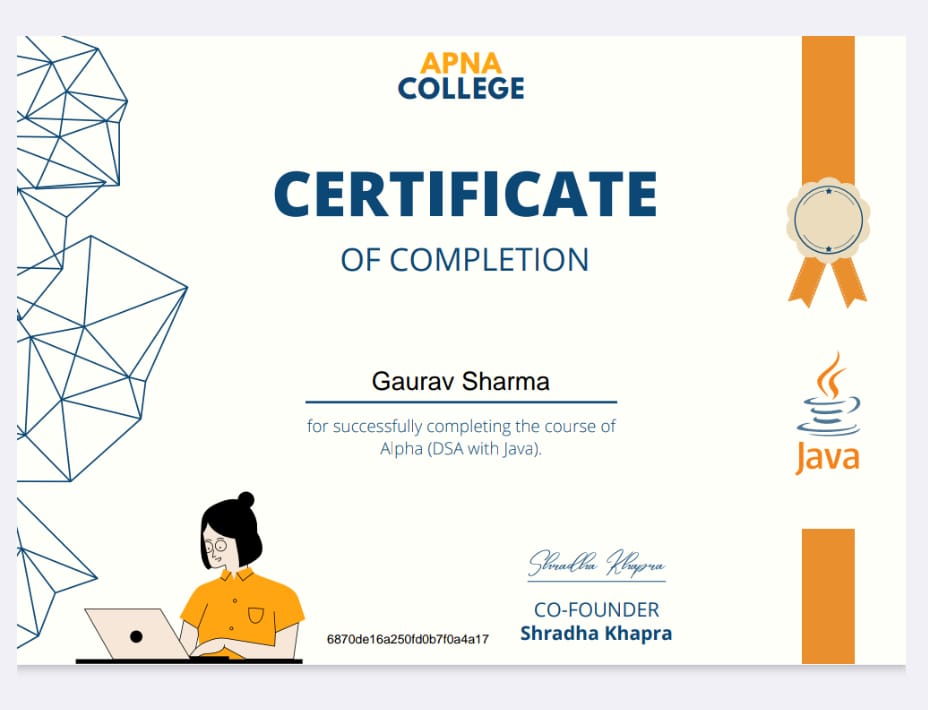 APNA
COLLEGE
CERTIFICATE
OF COMPLETION
Gaurav Sharma
for successfully completing the course of
Alpha (DSA with Java).
Java
Shradha Khapra
CO-FOUNDER
Shradha Khapra
6870de16a250fd0b7f0a4a17